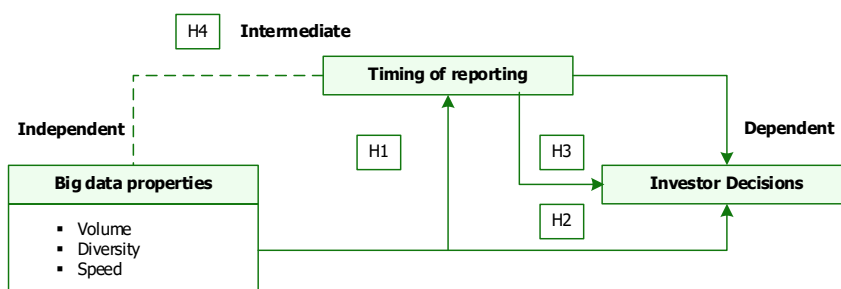 H4
Intermediate
Timing of reporting
Independent
Dependent
H1
H3
Big data properties
Investor Decisions
▪ Volume
▪ Diversity
▪ Speed
H2